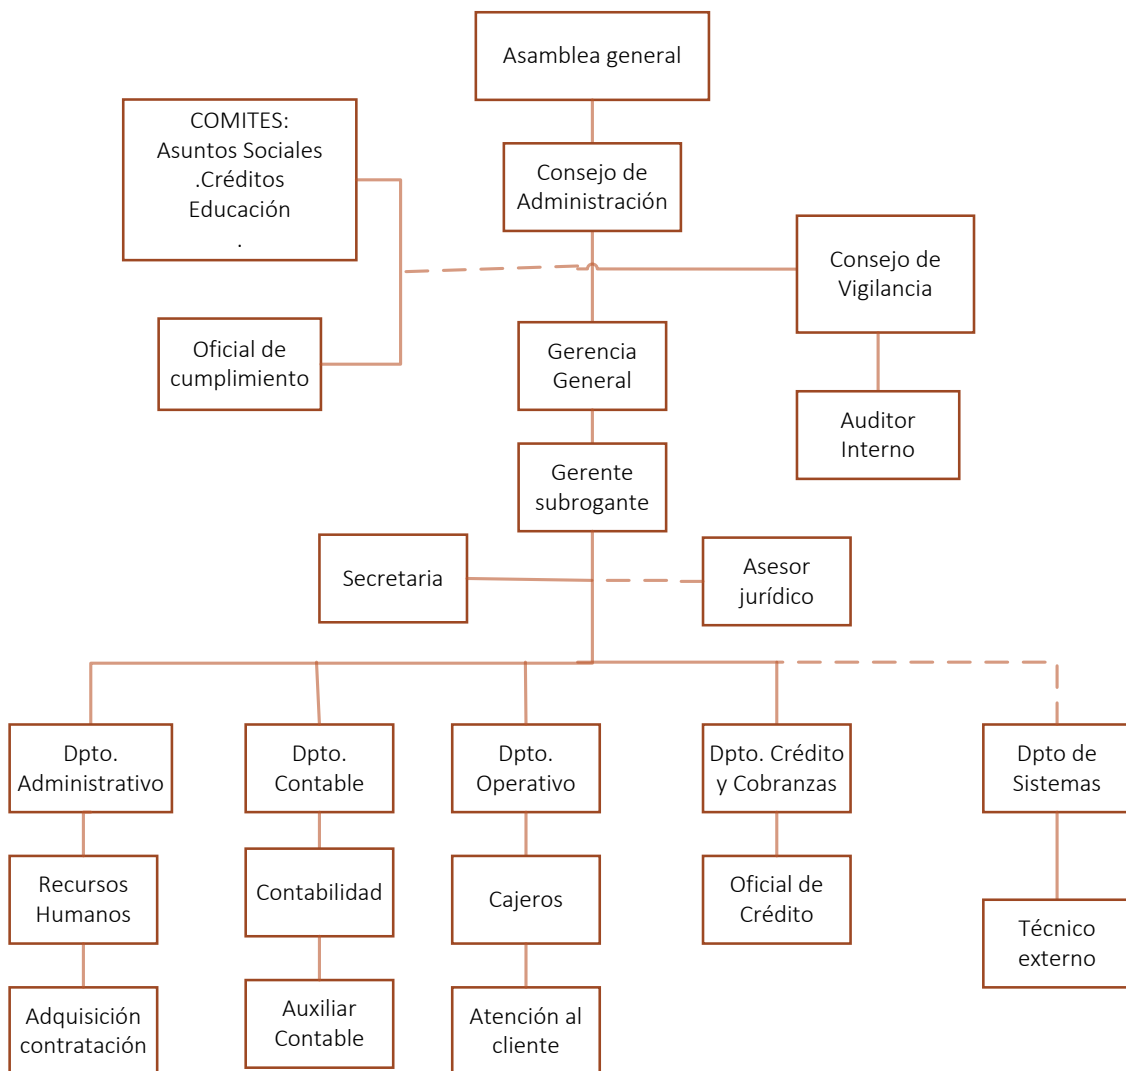 Asamblea general
COMITES:
Asuntos Sociales
.Créditos
Educación
.
Consejo de
Administración
Consejo de
Vigilancia
Oficial de
cumplimiento
Gerencia
General
Auditor
Interno
Gerente
subrogante
Secretaria
Asesor
jurídico
Dpto.
Administrativo
Dpto.
Contable
Dpto.
Operativo
Dpto. Crédito
y Cobranzas
Dpto de
Sistemas
Recursos
Humanos
Contabilidad
Cajeros
Oficial de
Crédito
Técnico
externo
Adquisición
contratación
Auxiliar
Contable
Atención al
cliente